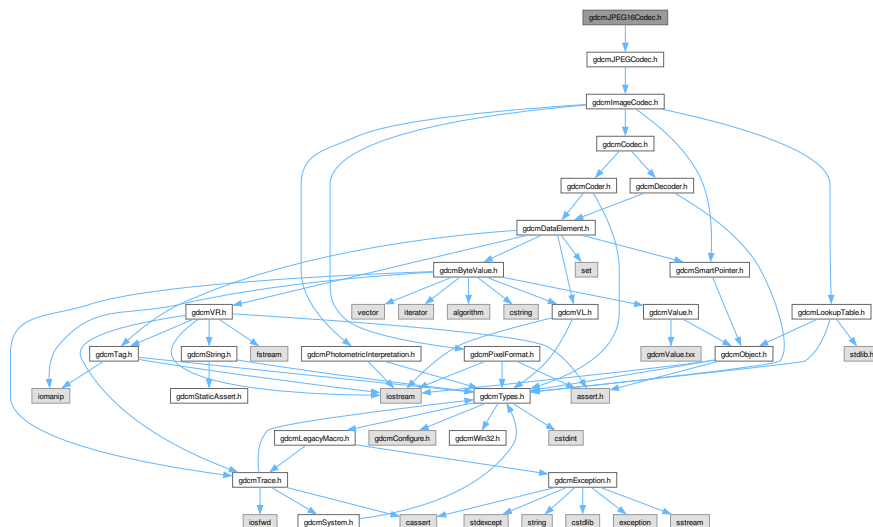 gdcmJPEG16Codec.h
gdcmJPEGCodec.h
gdcmImageCodec.h
gdcmCodec.h
gdcmCoder.h
gdcmDecoder.h
gdcmDataElement.h
gdcmByteValue.h
set
gdcmSmartPointer.h
gdcmVR.h
vector
iterator
algorithm
cstring
gdcmVL.h
gdcmValue.h
gdcmLookupTable.h
gdcmTag.h
gdcmString.h
fstream
gdcmPhotometricInterpretation.h
gdcmPixelFormat.h
gdcmValue.txx
gdcmObject.h
stdlib.h
iomanip
gdcmStaticAssert.h
iostream
gdcmTypes.h
assert.h
gdcmLegacyMacro.h
gdcmConfigure.h
gdcmWin32.h
cstdint
gdcmTrace.h
gdcmException.h
iosfwd
gdcmSystem.h
cassert
stdexcept
string
cstdlib
exception
sstream